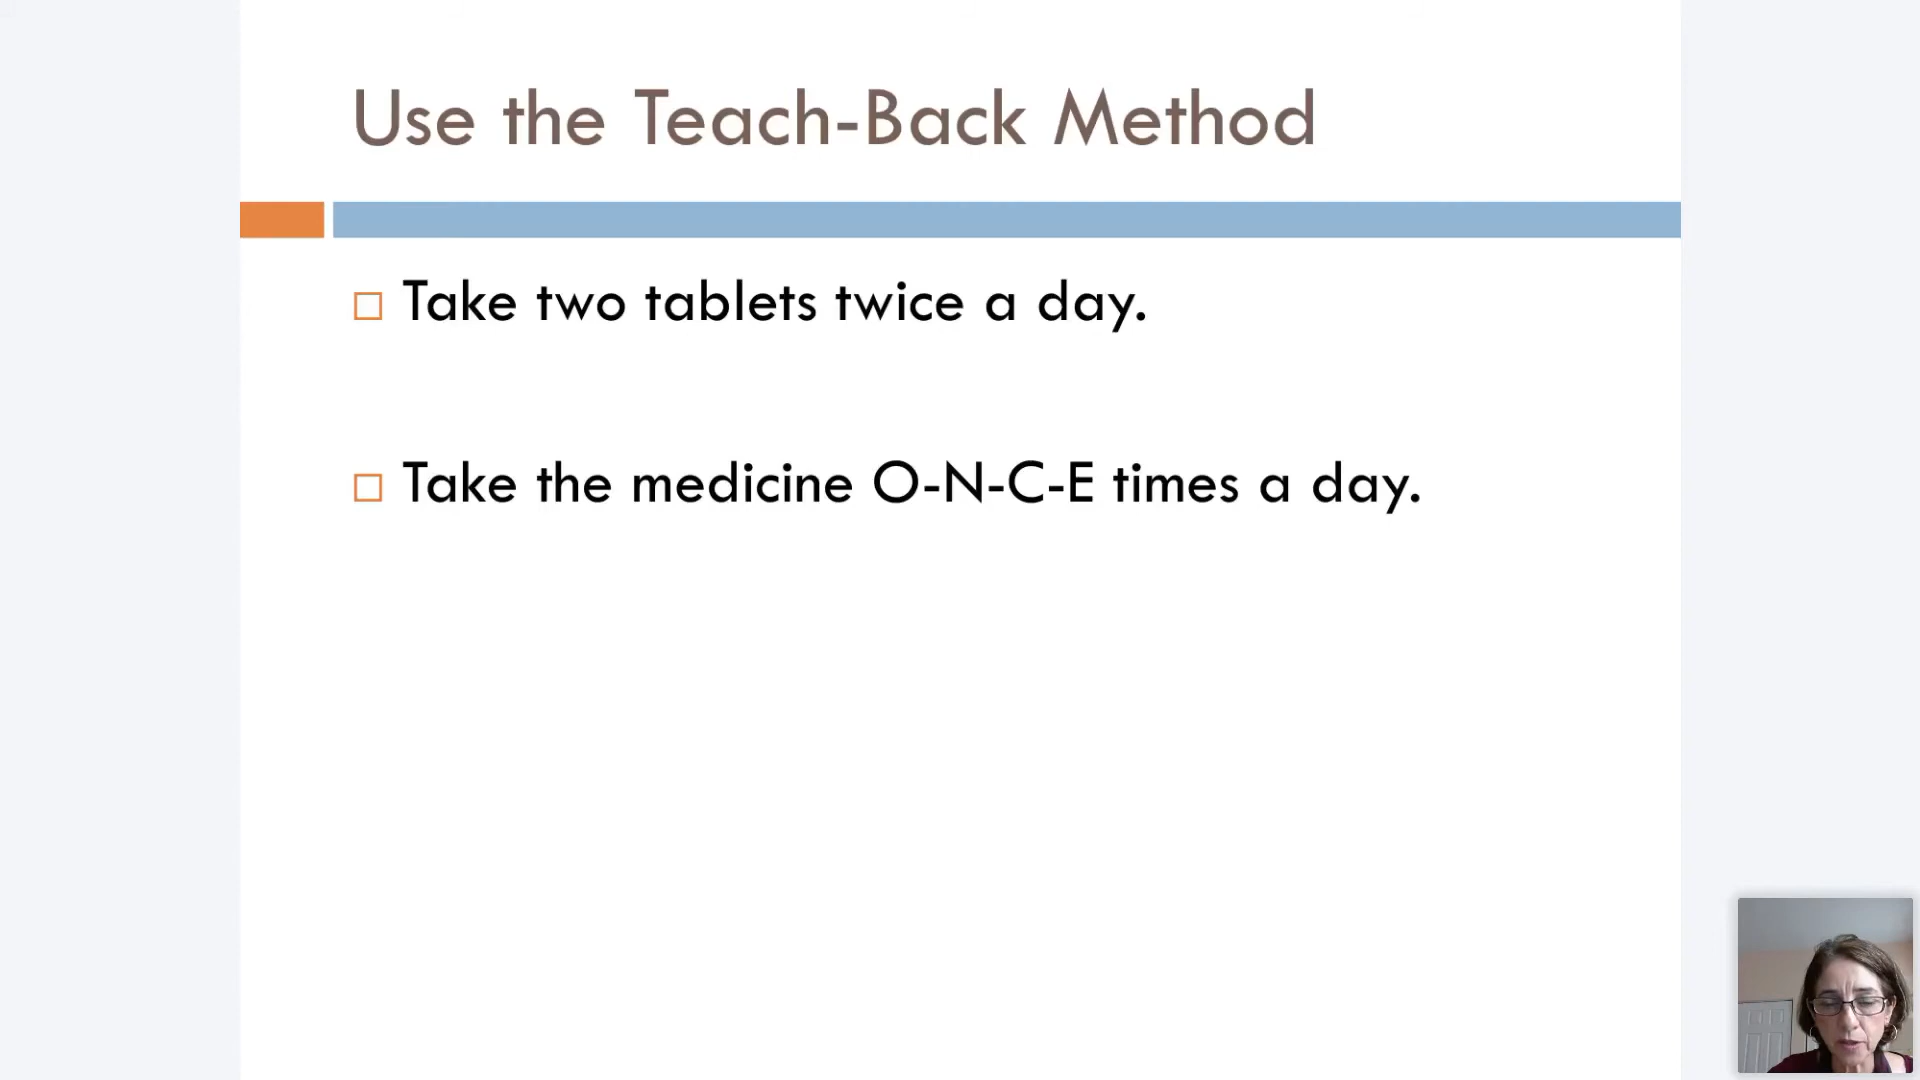 Use the Teach-Back Method
Take two tablets twice a day.
Take the medicine O-N-C-E times a day.